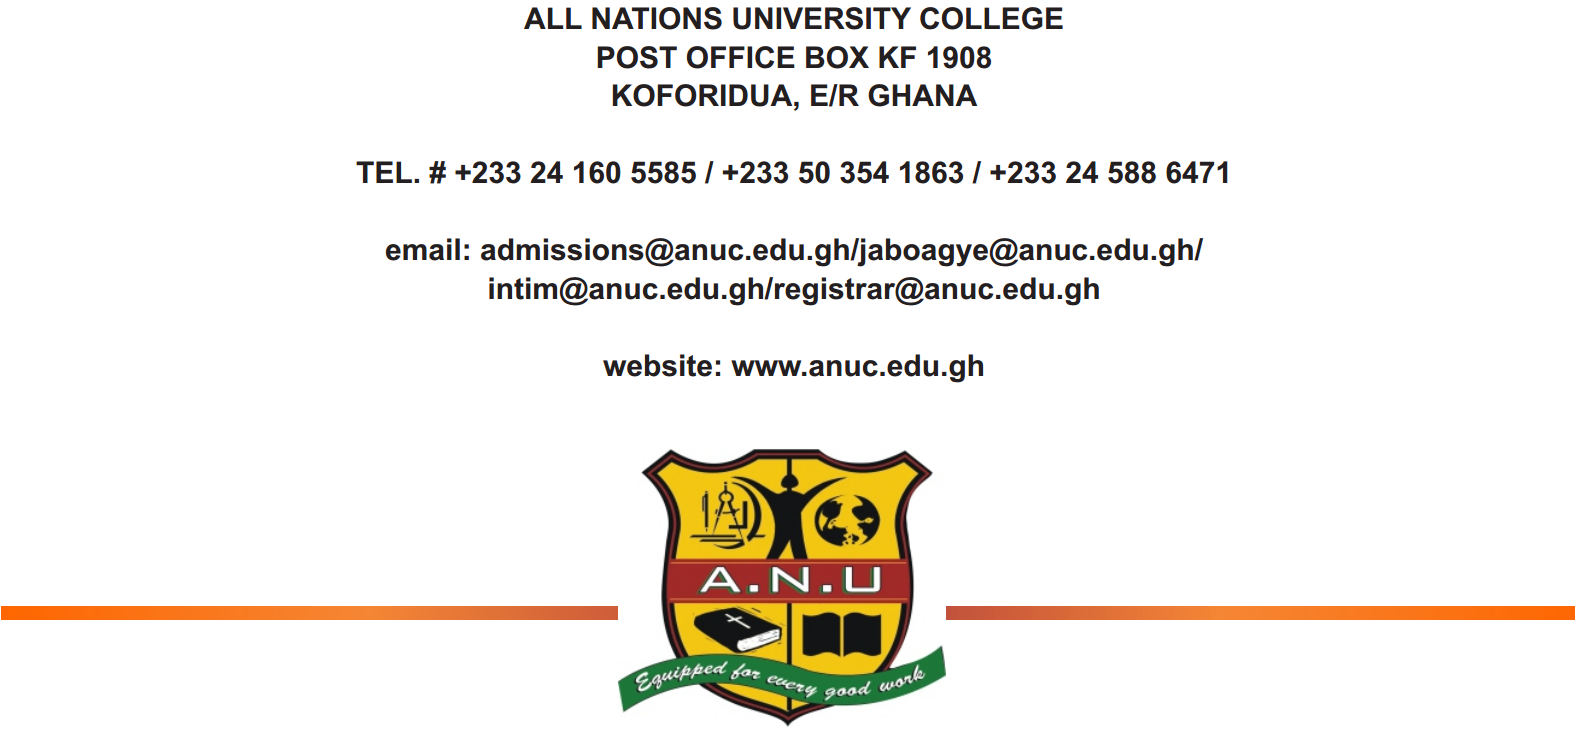 ALL NATIONS UNIVERSITY COLLEGE
POST OFFICE BOX KF 1908
KOFORIDUA, E/R GHANA
TEL. # +233 24 160 5585 / +233 50 354 1863 / +233 24 588 6471
email: admissions@anuc.edu.gh/jaboagye@anuc.edu.gh/
intim@anuc.edu.gh/registrar@anuc.edu.gh
website: www.anuc.edu.gh
A.N.U
Equipped for every good work